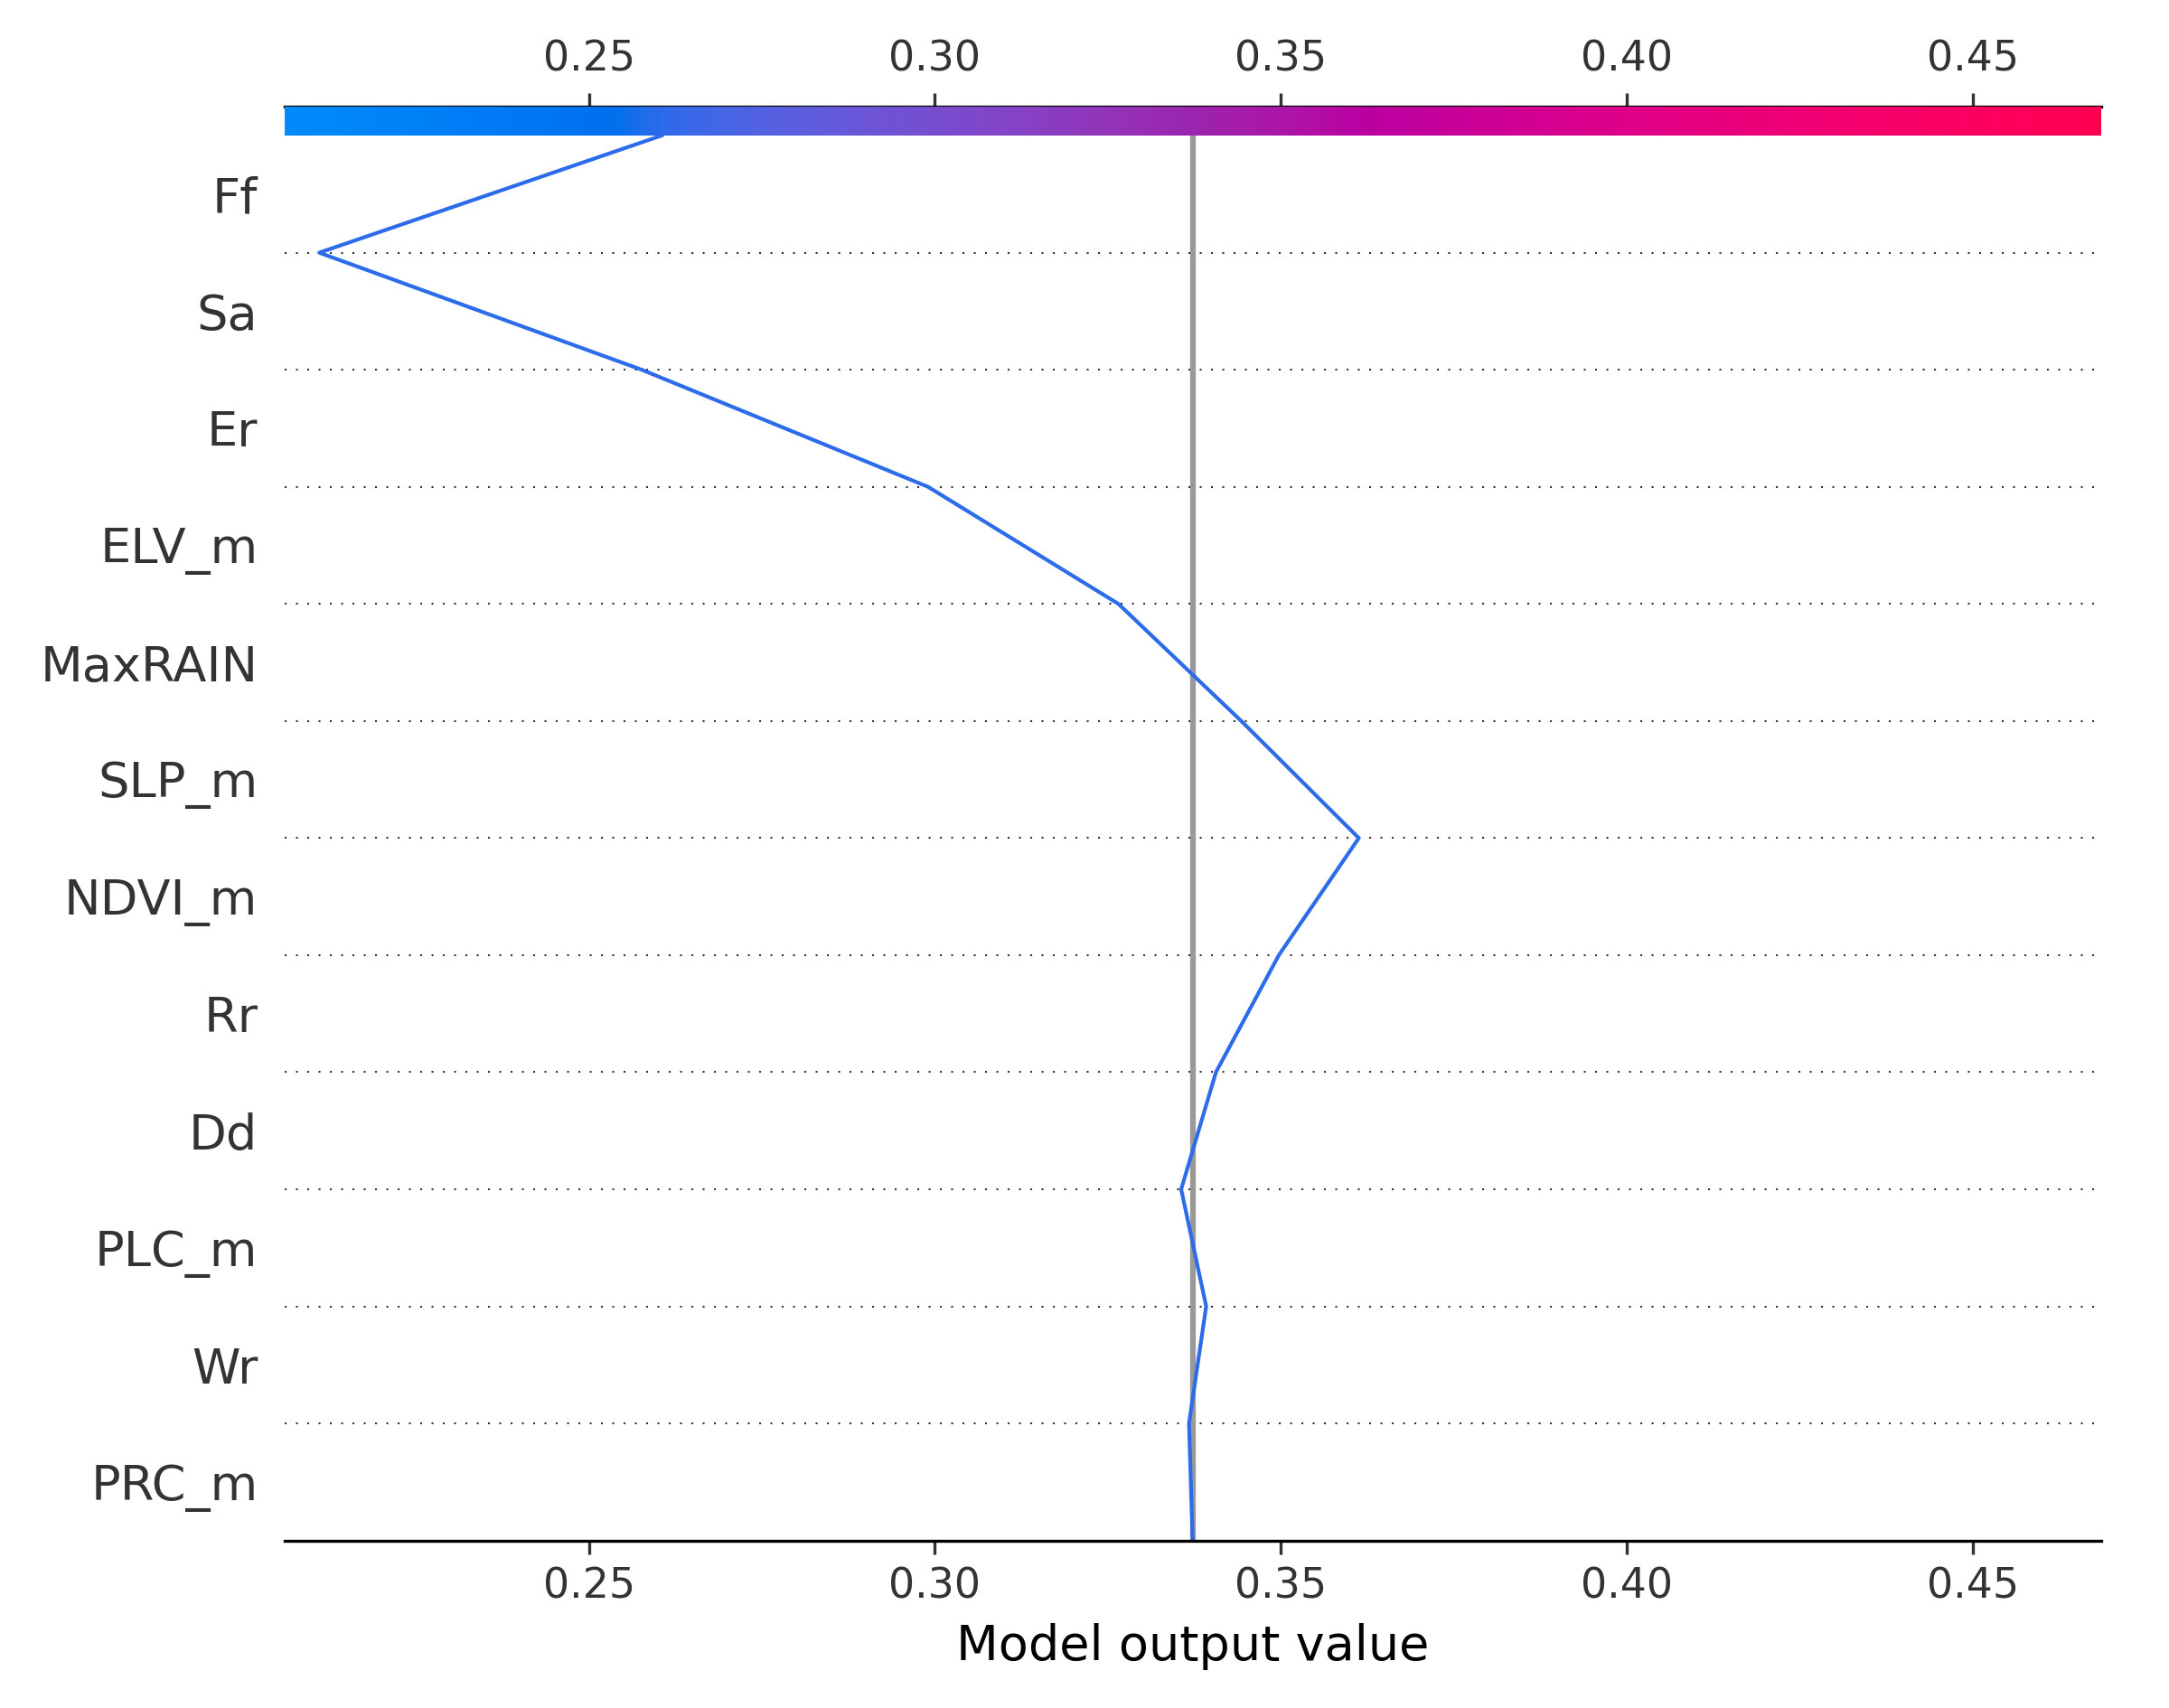 0.25 0.30 0.35 0.40 0.45
Ff
Sa
Er
ELV_m
MaxRAIN
SLP_m
NDVI_m
Rr
Dd
PLC_m
Wr
PRC_m
0.25 0.30 0.35 0.40 0.45
Model output value